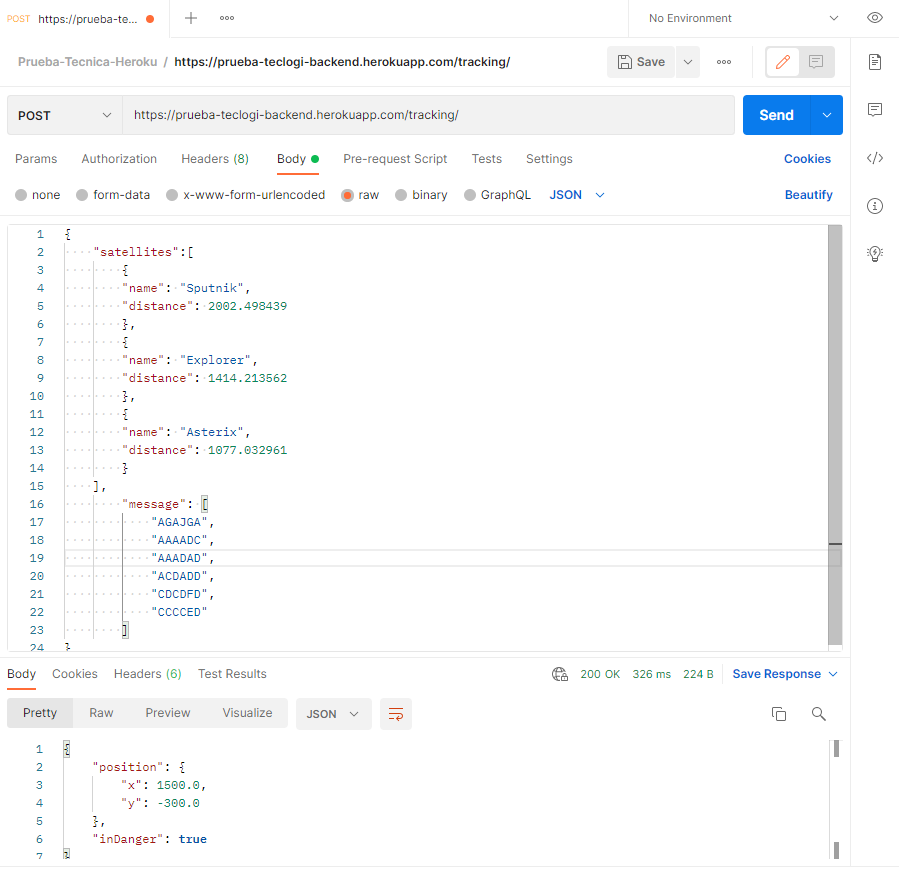 POST https://prueba-te...
No Environment
Prueba-Tecnica-Heroku / https://prueba-teclogi-backend.herokuapp.com/tracking/
Save
POST https://prueba-teclogi-backend.herokuapp.com/tracking/ Send
Params Authorization Headers (8) Body Pre-request Script Tests Settings Cookies
none form-data x-www-form-urlencoded raw binary GraphQL JSON Beautify
1 {
2 "satellites":[
3 {
4 "name": "Sputnik",
5 "distance": 2002.498439
6 },
7 {
8 "name": "Explorer",
9 "distance": 1414.213562
10 },
11 {
12 "name": "Asterix",
13 "distance": 1077.032961
14 }
15 ],
16 "message": [
17 "AGAJGA",
18 "AAAADC",
19 "AAADAD",
20 "ACDADD",
21 "CDCDFD",
22 "CCCCED"
23 ]
24 }
Body Cookies Headers (6) Test Results 200 OK 326 ms 224 B Save Response
Pretty Raw Preview Visualize JSON
1 {
2 "position": {
3 "x": 1500.0,
4 "y": -300.0
5 },
6 "inDanger": true
7 }